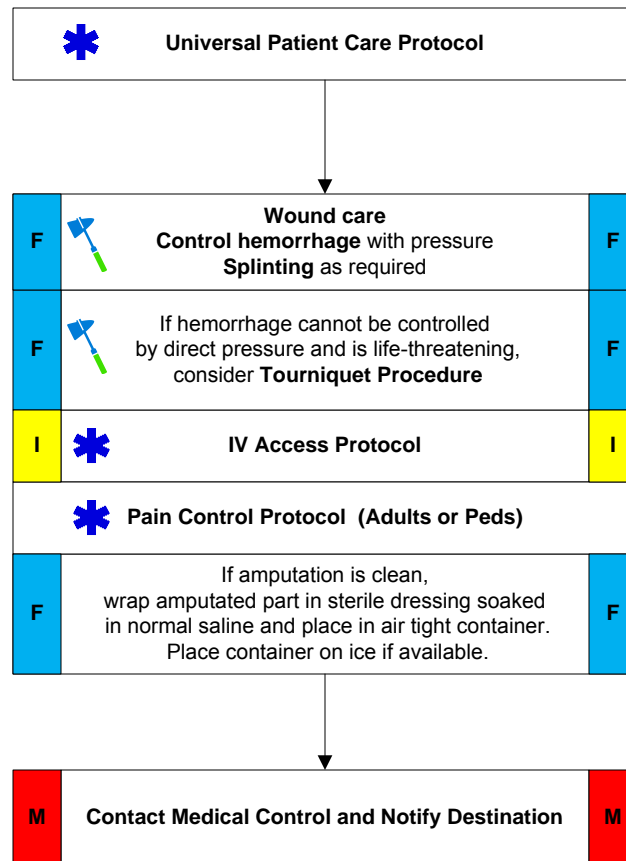 Universal Patient Care Protocol
F Wound care F
Control hemorrhage with pressure
Splinting as required
F If hemorrhage cannot be controlled F
by direct pressure and is life-threatening,
consider Tourniquet Procedure
I IV Access Protocol I
Pain Control Protocol (Adults or Peds)
F If amputation is clean, F
wrap amputated part in sterile dressing soaked
in normal saline and place in air tight container.
Place container on ice if available.
M Contact Medical Control and Notify Destination M